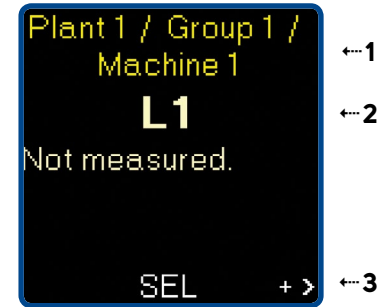 Plant 1 / Group 1 /
Machine 1
←1
L1
←2
Not measured.
SEL
+ >
←3